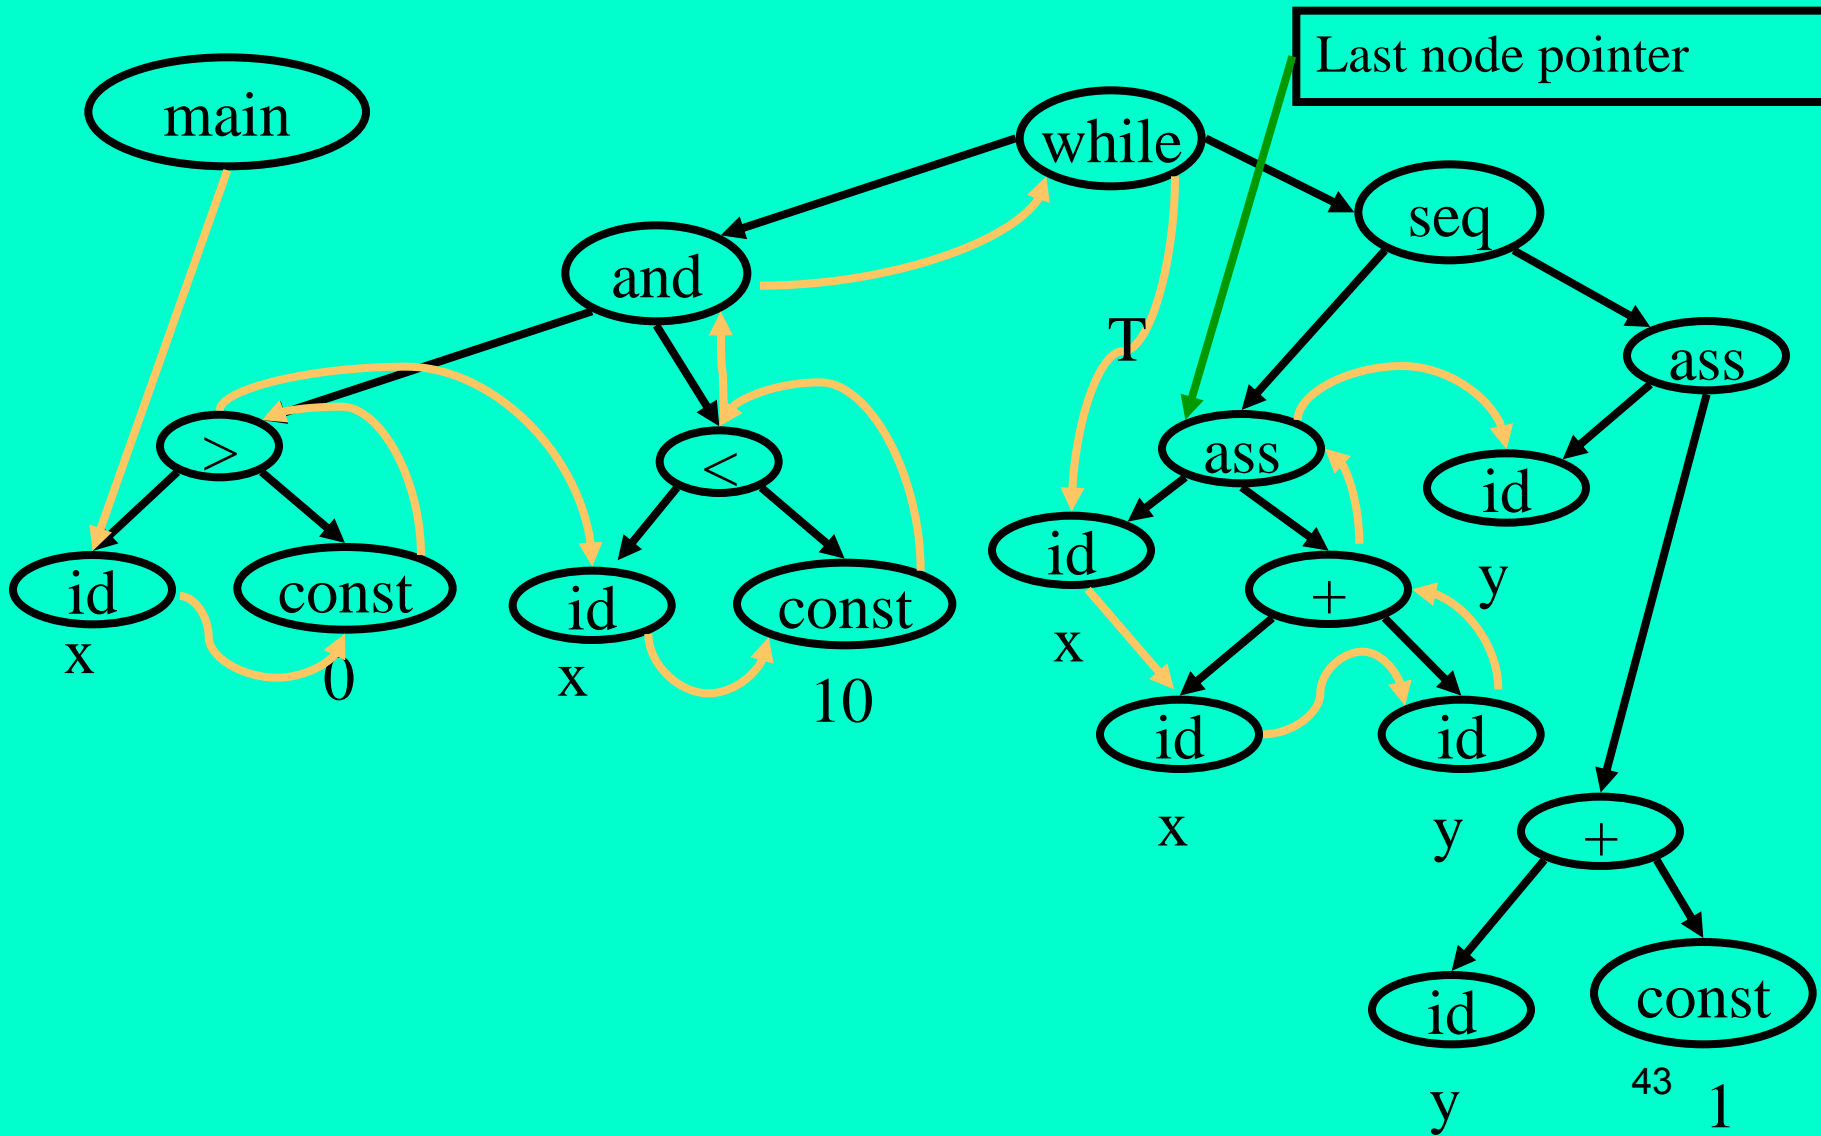 Last node pointer
main
while
seq
and
T
ass
>
<
ass
id
id
const
id
const
id
+
y
x
0
x
10
x
id
id
x
y
+
id
const
43
y
1